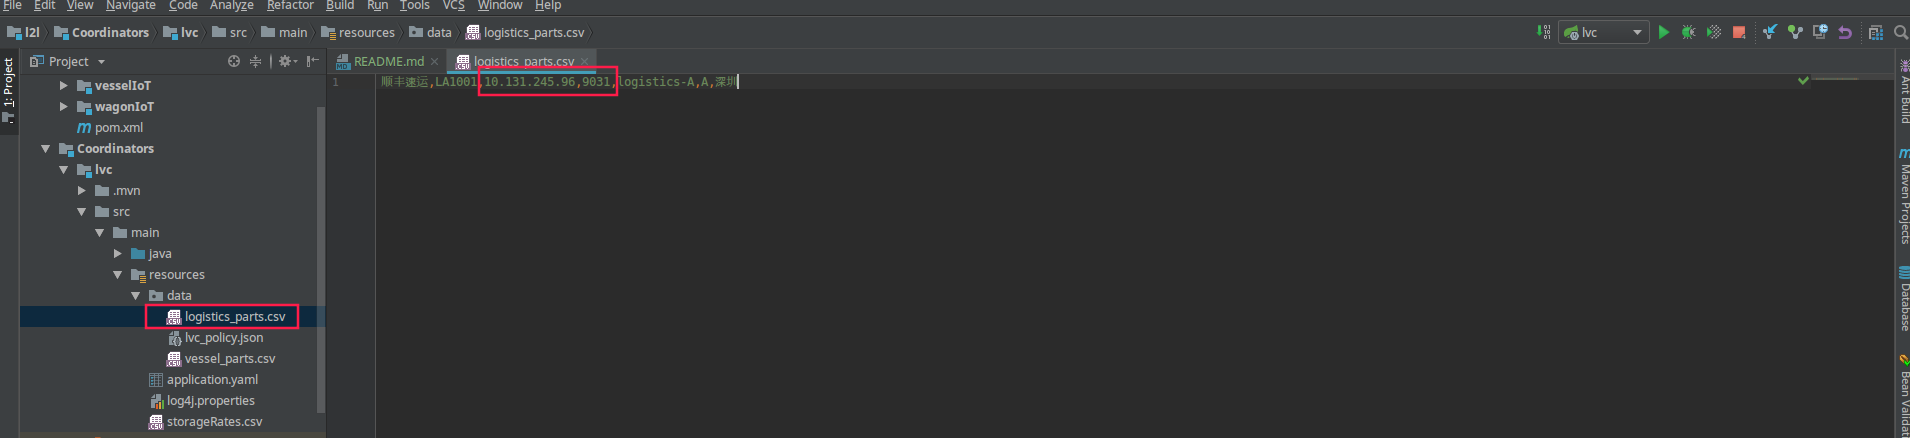 File Edit View Navigate Code Analyze Refactor Build Run Tools VCS Window Help
l2l Coordinators lvc src main resources data logistics_parts.csv lvc
Project README.md logistics_parts.csv
1 顺丰速运,LA1001,10.131.245.96,9031,logistics-A,A,深圳
1: Project
vesselIoT
wagonIoT
pom.xml
Coordinators
lvc
.mvn
src
main
java
resources
data
logistics_parts.csv
lvc_policy.json
vessel_parts.csv
application.yaml
log4j.properties
storageRates.csv
Ant Build
Maven Projects
Database